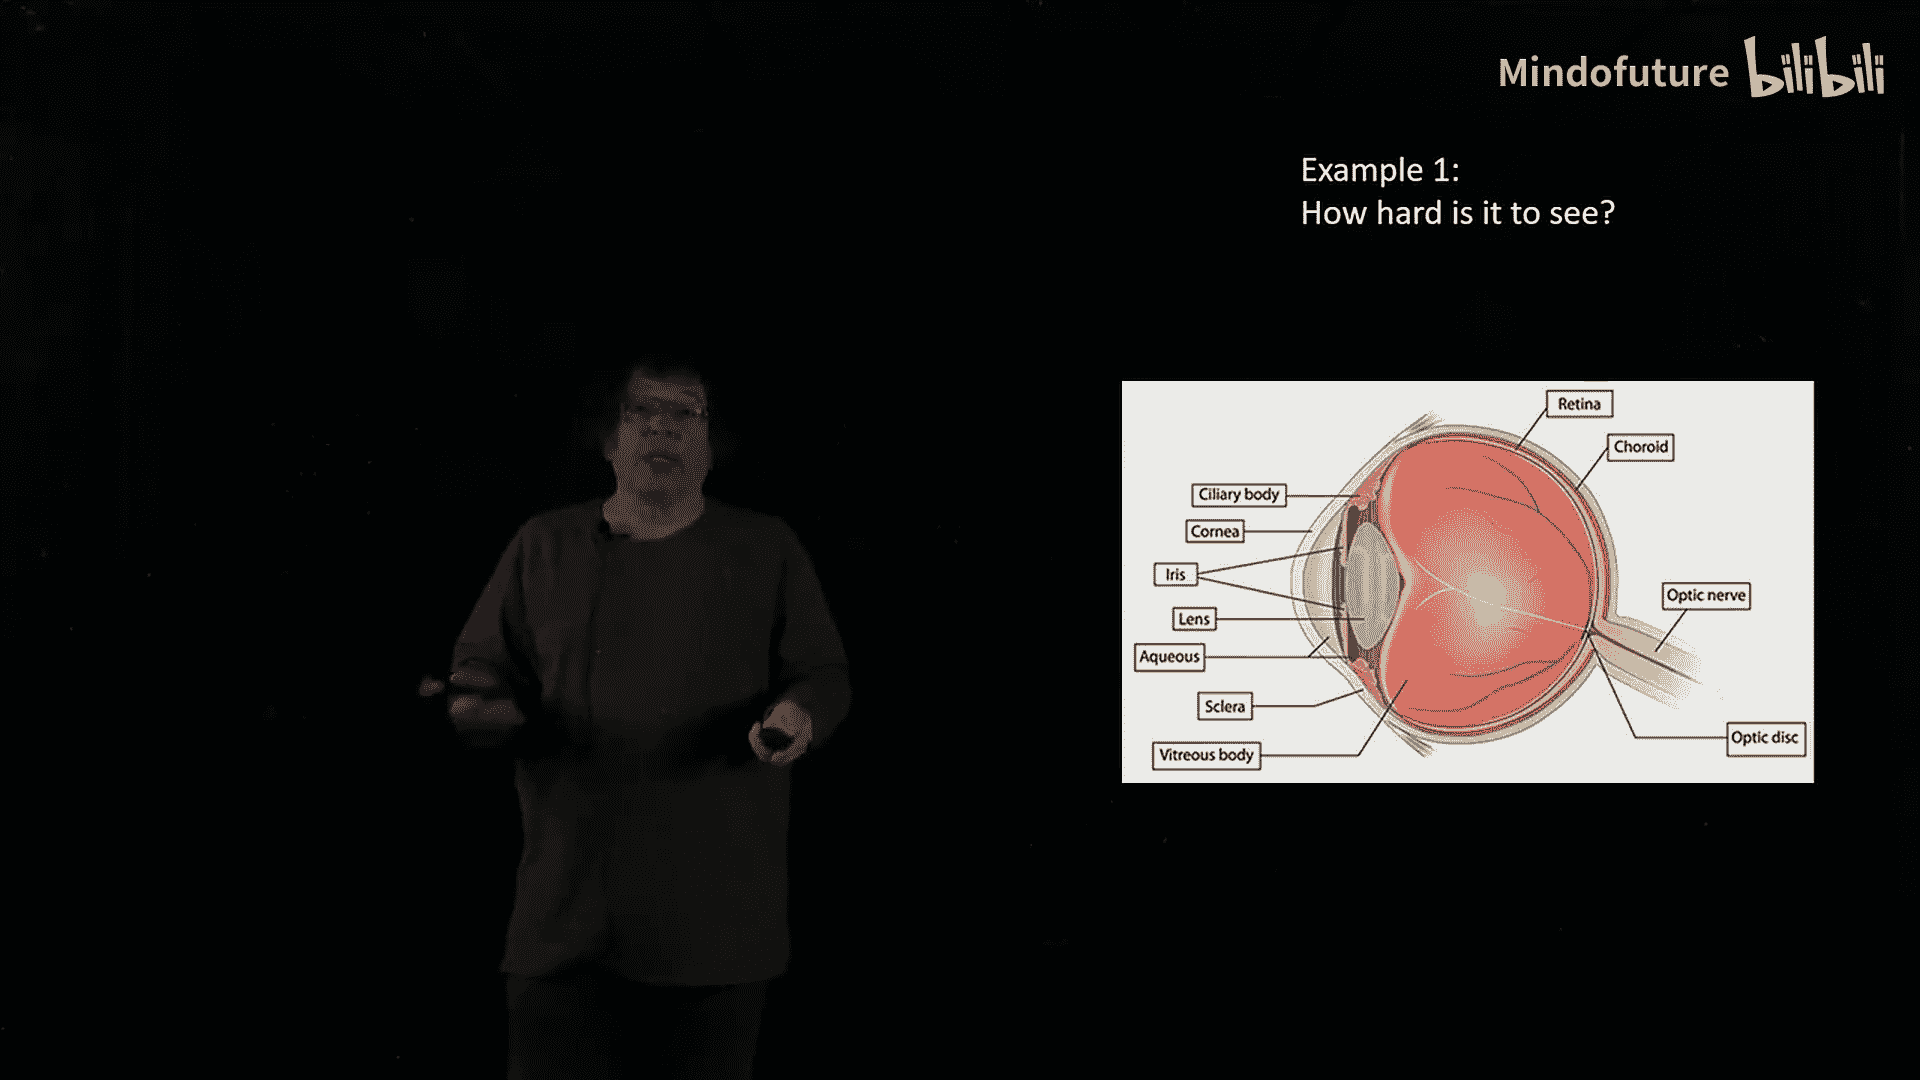 Mindofuture bilibili
Example 1:
How hard is it to see?
Retina
Choroid
Ciliary body
Cornea
Iris
Optic nerve
Lens
Aqueous
Sclera
Optic disc
Vitreous body